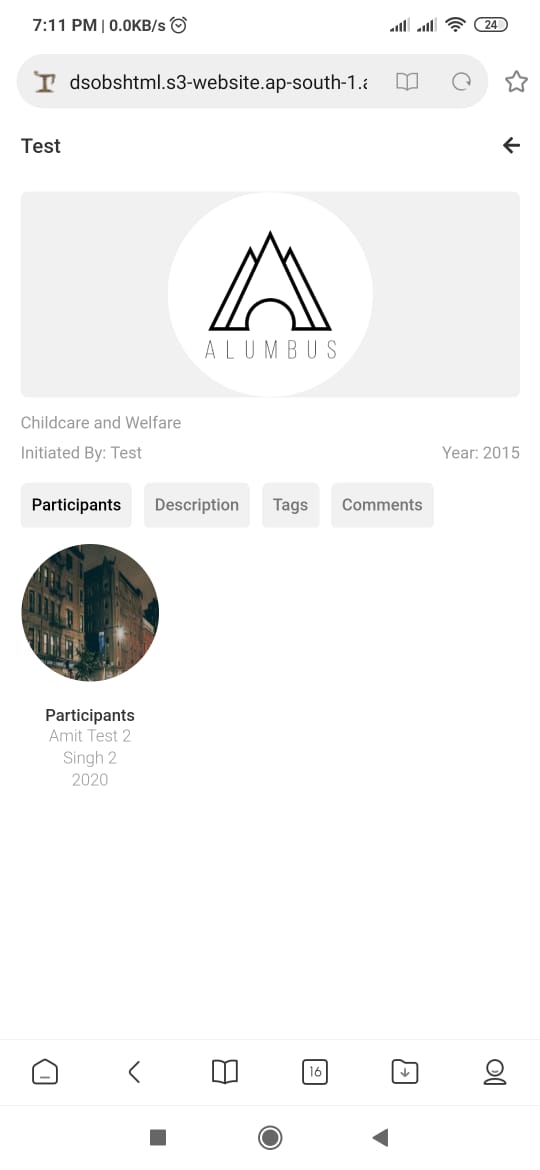 7:11 PM | 0.0KB/s
24
dsobshtml.s3-website.ap-south-1.a
Test
ALUMBUS
Childcare and Welfare
Initiated By: Test Year: 2015
Participants Description Tags Comments
Participants
Amit Test 2
Singh 2
2020
16